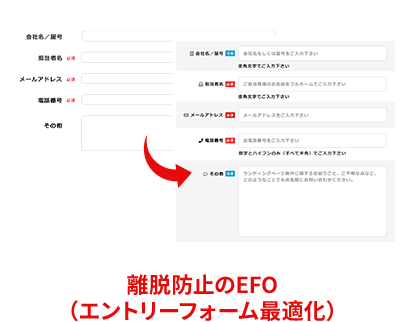 会社名／屋号
担当者名 必須
メールアドレス 必須
電話番号 必須
その他
会社名／屋号 任意 会社名もしくは屋号をご入力下さい
全角文字でご入力下さい
担当者名 必須 ご担当者様のお名前をフルネームでご入力下さい
全角文字でご入力下さい
メールアドレス 必須 メールアドレスをご入力下さい
電話番号 必須 お電話番号をご入力下さい
数字とハイフンのみ（すべて半角）でご入力下さい
その他 任意 ランディングページ制作に関するお困りごと、ご不明な点など、
どのようなことでもお気軽にお問い合わせください。
離脱防止のEFO
（エントリーフォーム最適化）